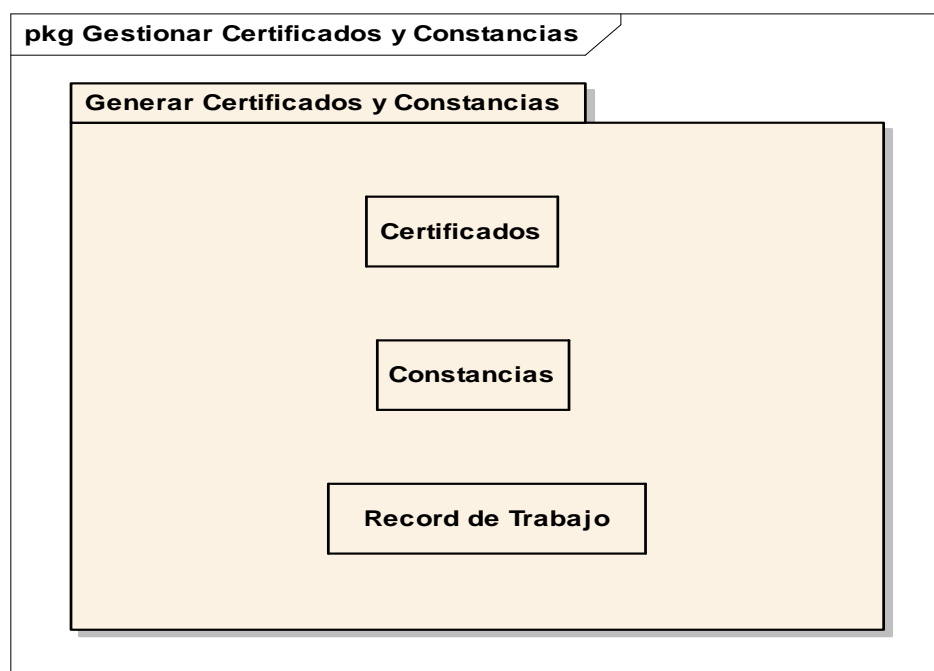 pkg Gestionar Certificados y Constancias
Generar Certificados y Constancias
Certificados
Constancias
Record de Trabajo